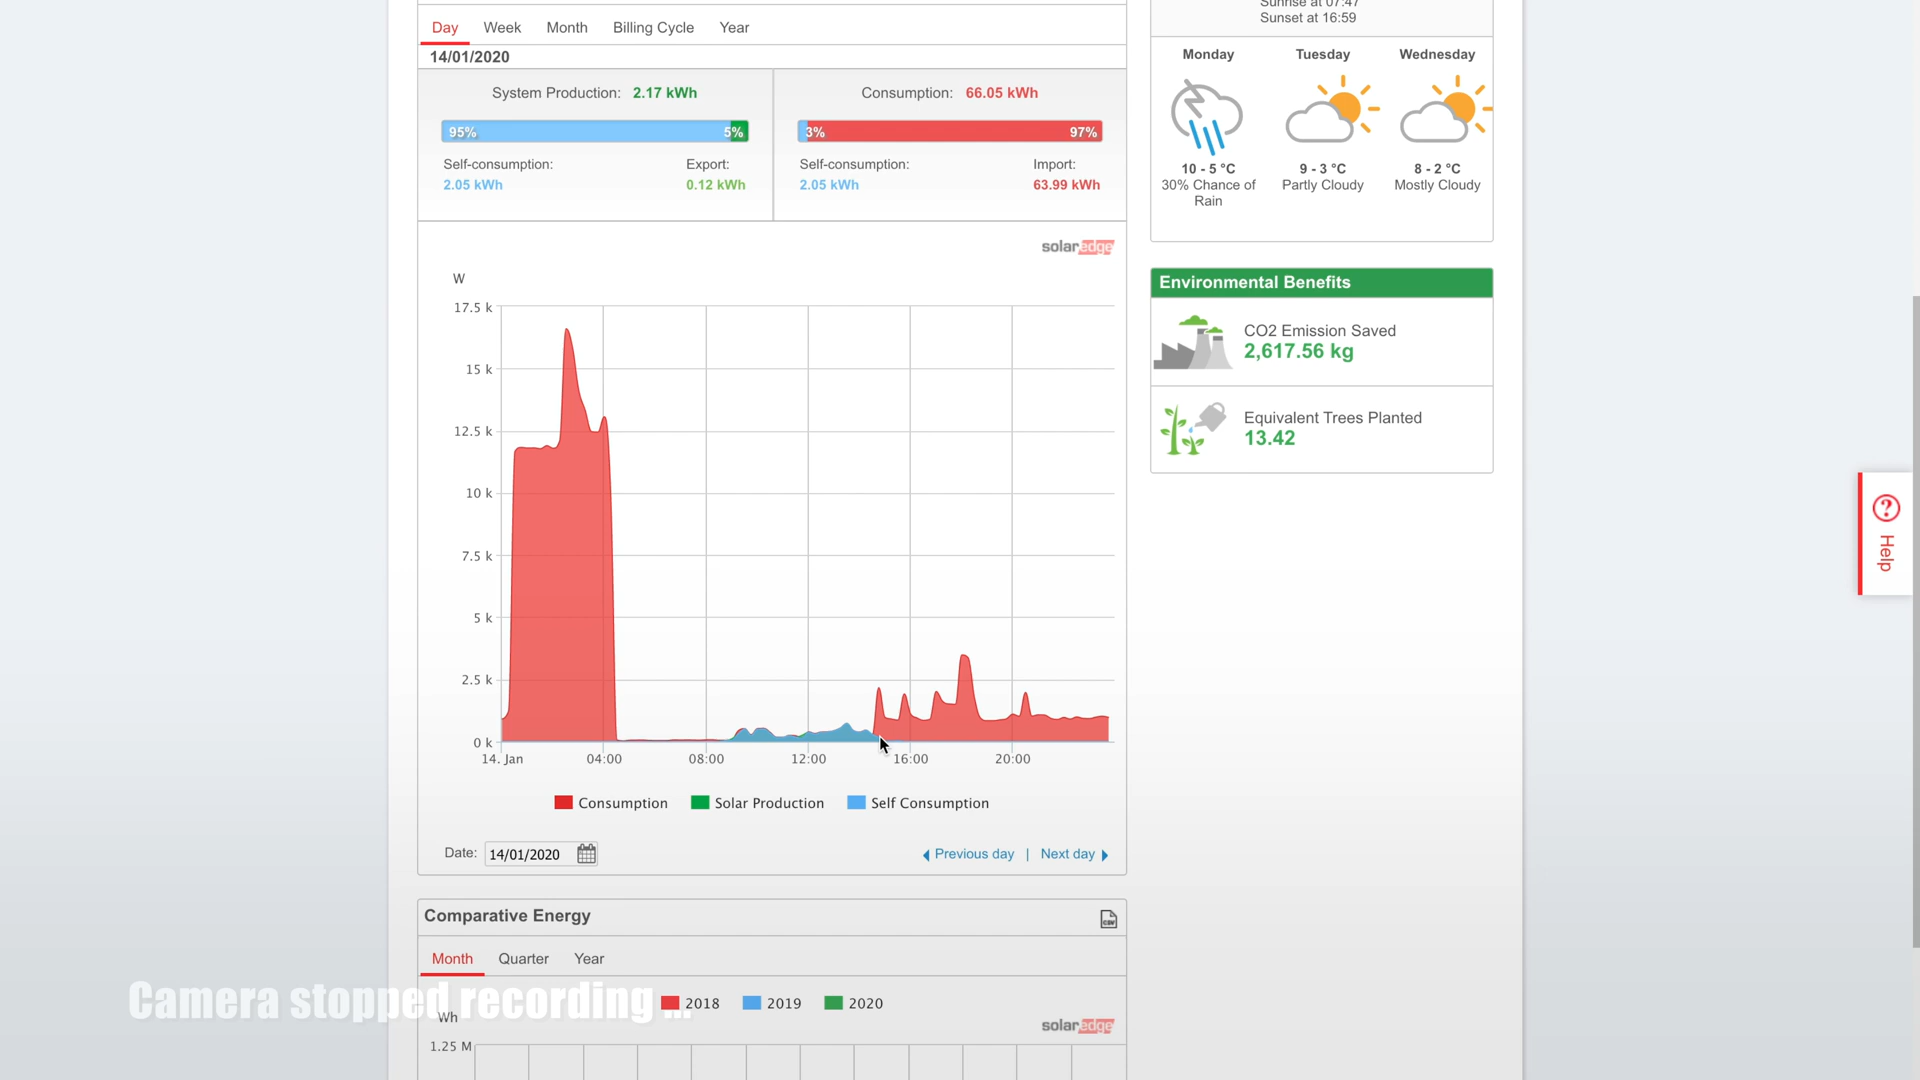 Sunrise at 07:47
Sunset at 16:59
Day Week Month Billing Cycle Year
14/01/2020
System Production: 2.17 kWh
95% 5%
Self-consumption: Export:
2.05 kWh 0.12 kWh
Consumption: 66.05 kWh
3% 97%
Self-consumption: Import:
2.05 kWh 63.99 kWh
Monday Tuesday Wednesday
10 - 5 °C 9 - 3 °C 8 - 2 °C
30% Chance of Rain
Partly Cloudy
Mostly Cloudy
solaredge
W
17.5 k
15 k
12.5 k
10 k
7.5 k
5 k
2.5 k
0 k
14. Jan 04:00 08:00 12:00 16:00 20:00
Consumption Solar Production Self Consumption
Date: 14/01/2020
Previous day | Next day
Environmental Benefits
CO2 Emission Saved
2,617.56 kg
Equivalent Trees Planted
13.42
? Help
Comparative Energy
CSV
Month Quarter Year
2018 2019 2020
Camera stopped recording ...
Wh
solaredge
1.25 M